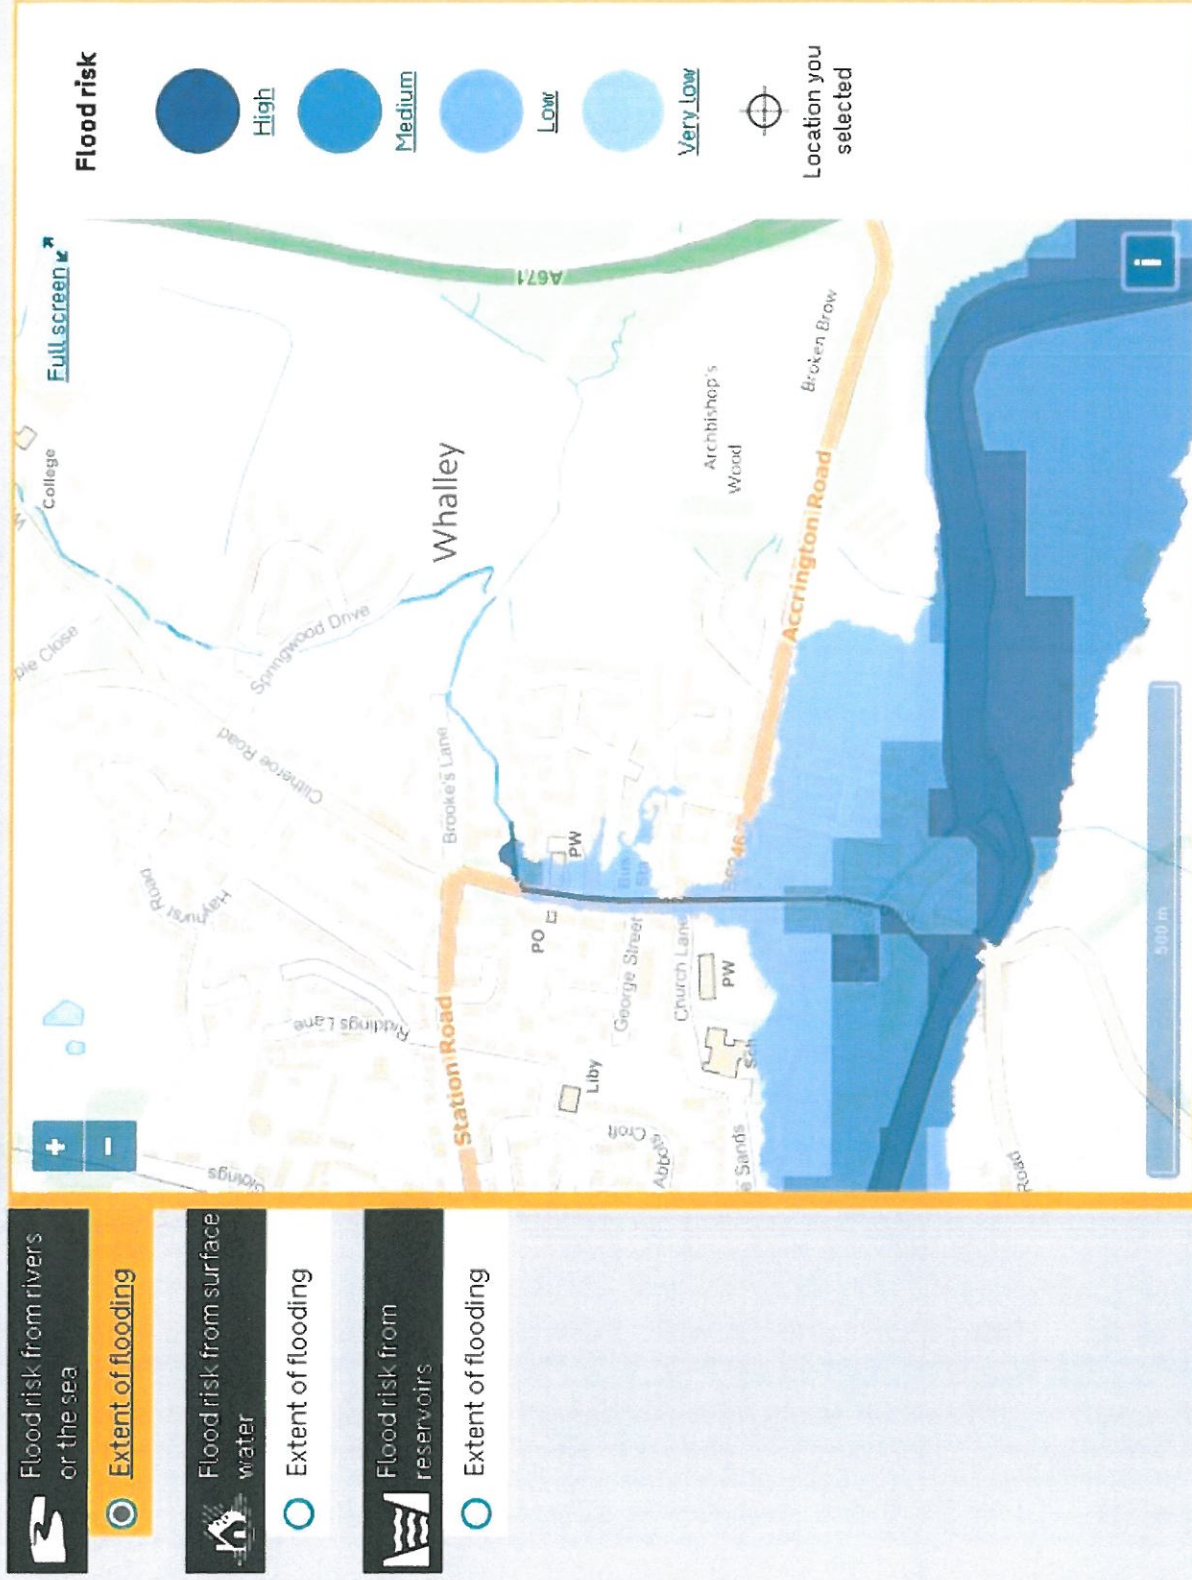 Flood risk from rivers
or the sea
Extent of flooding
Flood risk from surface
water
Extent of flooding
Flood risk from
reservoirs
Extent of flooding
+
−
Full screen
College
Sidings
Clitheroe Road
Springwood Drive
Hayhurst Road
Riddings Lane
Station Road
Brooke's Lane
Whalley
A671
PO
PW
Liby
George Street
Church Lane
PW
Sch
Abbots
Croft
e Sands
Archbishop's
Wood
Accrington Road
Broken Brow
Road
500 m
i
Flood risk
High
Medium
Low
Very low
Location you
selected